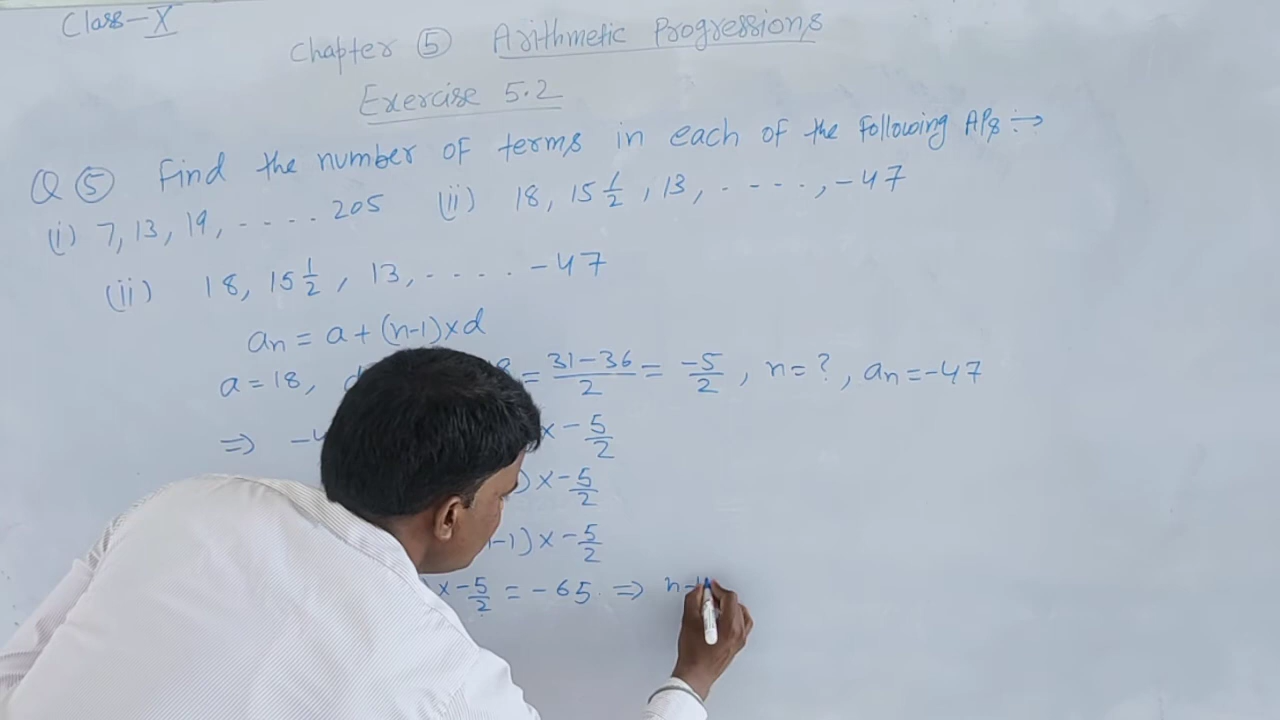 Class-X
Chapter ⑤ Arithmetic Progressions
Exercise 5.2
Q ⑤ Find the number of terms in each of the following APs :→
(i) 7, 13, 19, ..... 205 (ii) 18, 15 1/2, 13, ....., -47
(ii) 18, 15 1/2, 13, ..... -47
an = a + (n-1)xd
a = 18, = 31-36/2 = -5/2, n = ?, an = -47
⇒ x -5/2
) x -5/2
-1) x -5/2
x -5/2 = -65 ⇒ n-1